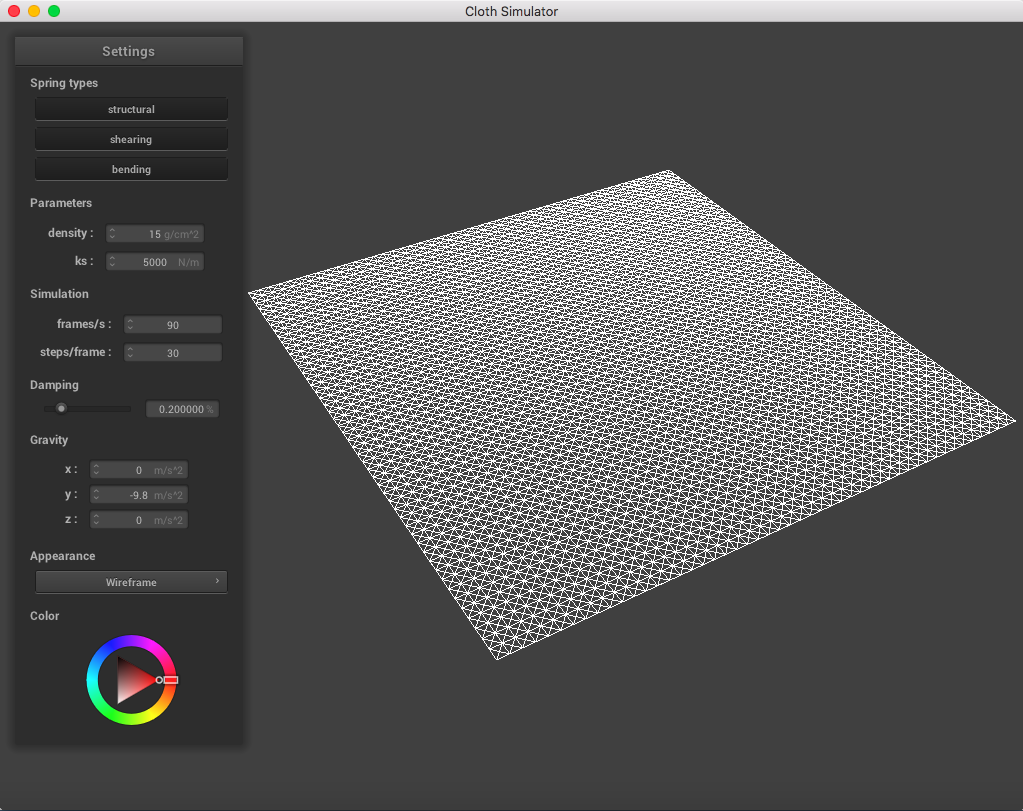 Cloth Simulator
Settings
Spring types
structural
shearing
bending
Parameters
density : 15 g/cm^2
ks : 5000 N/m
Simulation
frames/s : 90
steps/frame : 30
Damping
0.200000 %
Gravity
x : 0 m/s^2
y : -9.8 m/s^2
z : 0 m/s^2
Appearance
Wireframe ›
Color